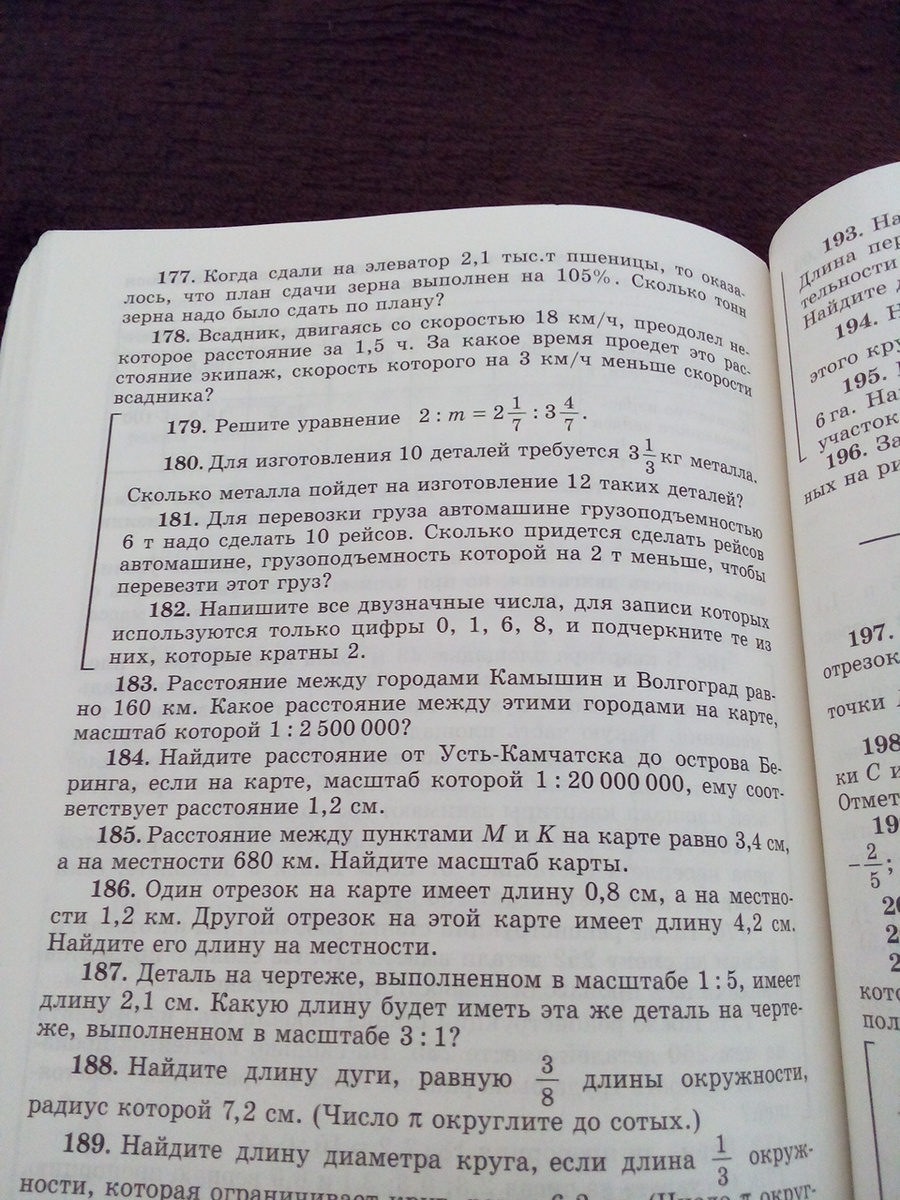 177. Когда сдали на элеватор 2,1 тыс.т пшеницы, то оказа-
лось, что план сдачи зерна выполнен на 105%. Сколько тонн
зерна надо было сдать по плану?
178. Всадник, двигаясь со скоростью 18 км/ч, преодолел не-
которое расстояние за 1,5 ч. За какое время проедет это рас-
стояние экипаж, скорость которого на 3 км/ч меньше скорости
всадника?
179. Решите уравнение 2 : m = 2 1/7 : 3 4/7.
180. Для изготовления 10 деталей требуется 3 1/3 кг металла.
Сколько металла пойдет на изготовление 12 таких деталей?
181. Для перевозки груза автомашине грузоподъемностью
6 т надо сделать 10 рейсов. Сколько придется сделать рейсов
автомашине, грузоподъемность которой на 2 т меньше, чтобы
перевезти этот груз?
182. Напишите все двузначные числа, для записи которых
используются только цифры 0, 1, 6, 8, и подчеркните те из
них, которые кратны 2.
183. Расстояние между городами Камышин и Волгоград рав-
но 160 км. Какое расстояние между этими городами на карте,
масштаб которой 1 : 2 500 000?
184. Найдите расстояние от Усть-Камчатска до острова Бе-
ринга, если на карте, масштаб которой 1 : 20 000 000, ему соот-
ветствует расстояние 1,2 см.
185. Расстояние между пунктами M и K на карте равно 3,4 см,
а на местности 680 км. Найдите масштаб карты.
186. Один отрезок на карте имеет длину 0,8 см, а на местно-
сти 1,2 км. Другой отрезок на этой карте имеет длину 4,2 см.
Найдите его длину на местности.
187. Деталь на чертеже, выполненном в масштабе 1 : 5, имеет
длину 2,1 см. Какую длину будет иметь эта же деталь на черте-
же, выполненном в масштабе 3 : 1?
188. Найдите длину дуги, равную 3/8 длины окружности,
радиус которой 7,2 см. (Число π округлите до сотых.)
189. Найдите длину диаметра круга, если длина 1/3 окруж-
ности, которая ограничивает
193. На
Длина пер
тельности
Найдите д
194. Н
этого кру
195.
6 га. На
участок
196. За
ных на ри
197.
отрезок
точки
198
ки С и
Отмет
19
-2/5;
20
2
2
кото
пол